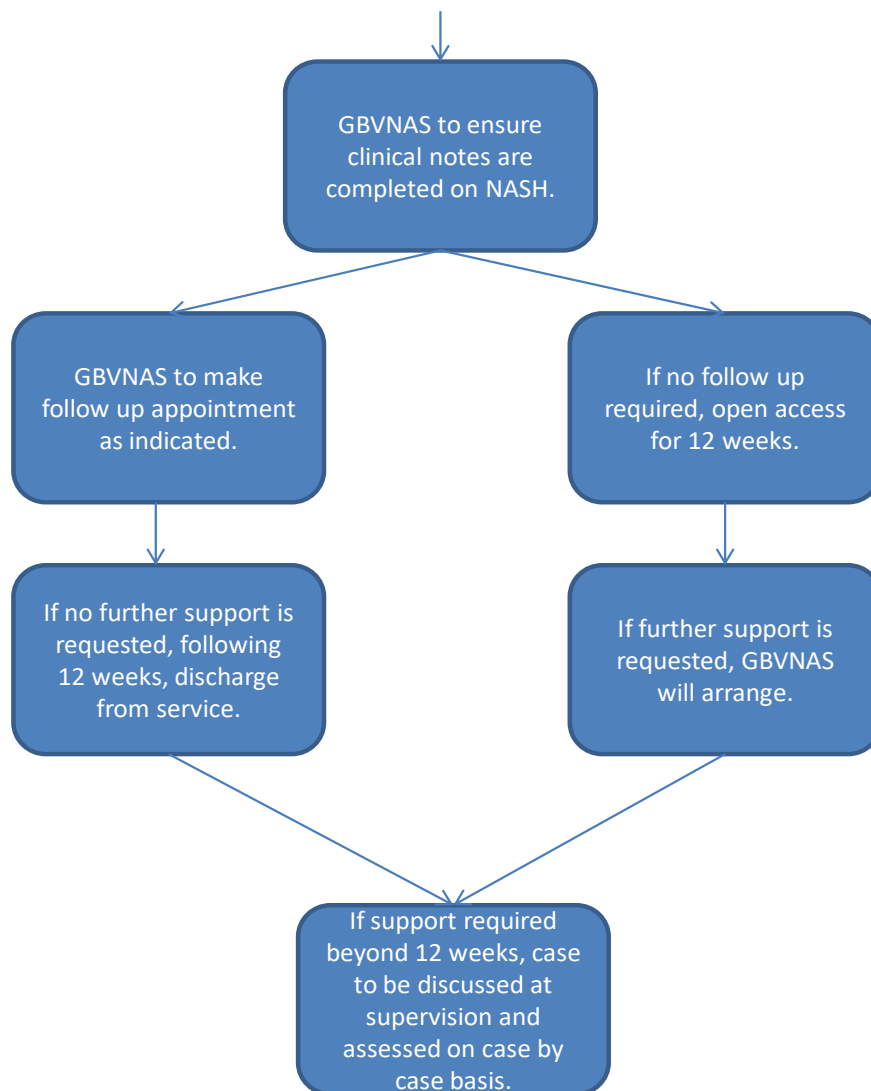 GBVNAS to ensure
clinical notes are
completed on NASH.
GBVNAS to make
follow up appointment
as indicated.
If no follow up
required, open access
for 12 weeks.
If no further support is
requested, following
12 weeks, discharge
from service.
If further support is
requested, GBVNAS
will arrange.
If support required
beyond 12 weeks, case
to be discussed at
supervision and
assessed on case by
case basis.